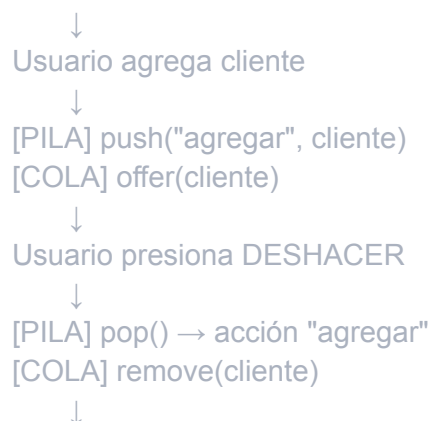 ↓
Usuario agrega cliente
↓
[PILA] push("agregar", cliente)
[COLA] offer(cliente)
↓
Usuario presiona DESHACER
↓
[PILA] pop() → acción "agregar"
[COLA] remove(cliente)
↓